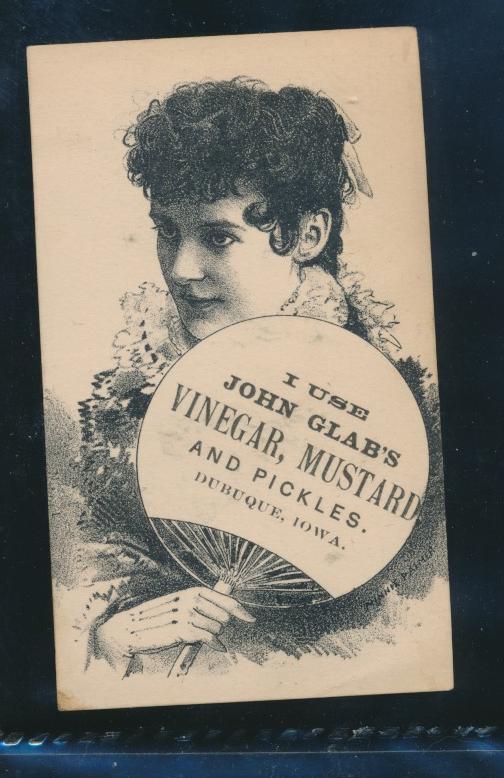 I USE
JOHN GLAB'S
VINEGAR, MUSTARD
AND PICKLES.
DUBUQUE, IOWA.